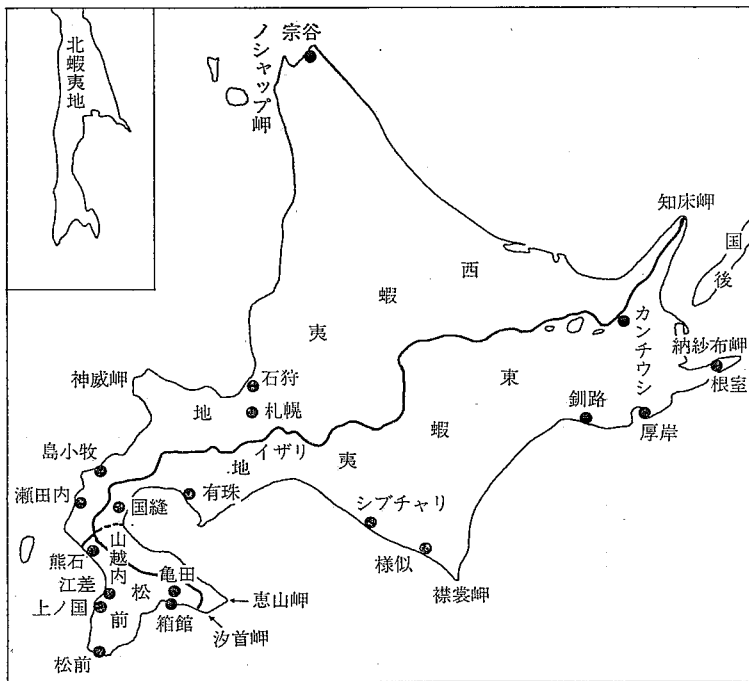 北蝦夷地
宗谷
ノシャップ岬
知床岬
国後
西蝦夷地
カンチウシ
納紗布岬
根室
神威岬
石狩
札幌
東蝦夷地
釧路
厚岸
島小牧
イザリ
瀬田内
国縫
有珠
シブチャリ
様似
熊石
山越内
江差
松前
亀田
恵山岬
襟裳岬
上ノ国
箱館
汐首岬
松前